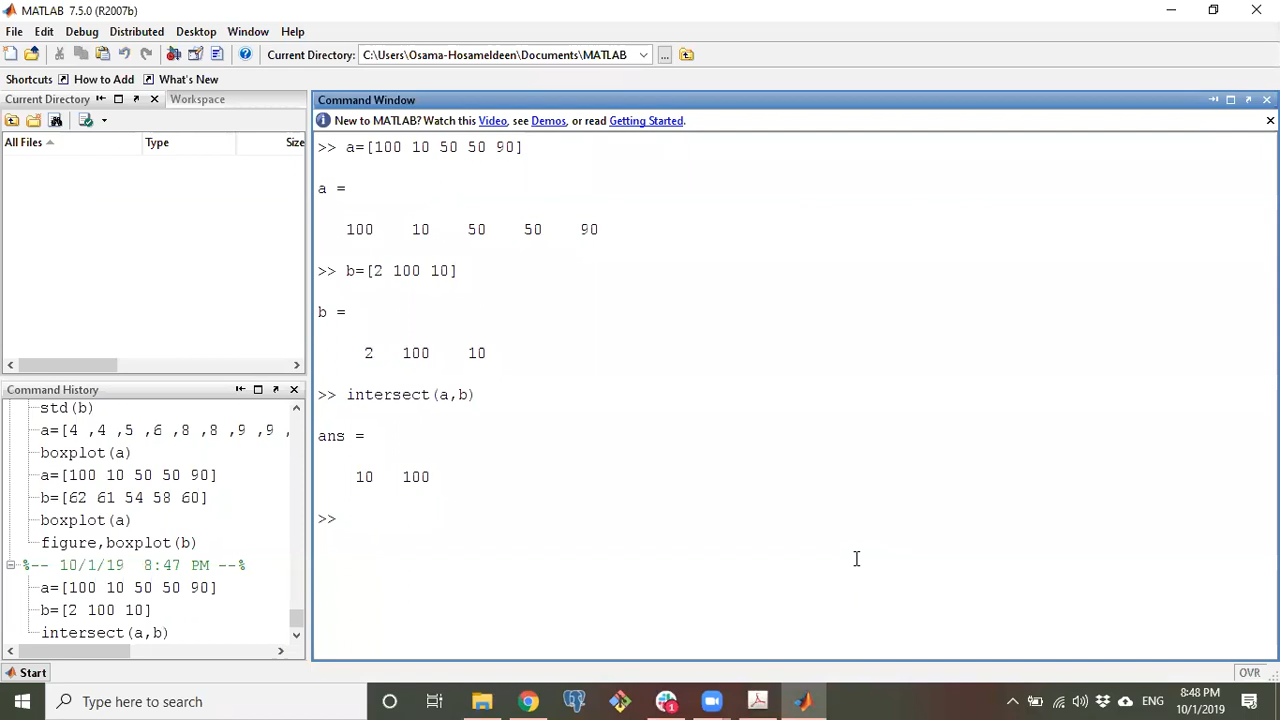 MATLAB 7.5.0 (R2007b)
File Edit Debug Distributed Desktop Window Help
Current Directory: C:\Users\Osama-Hosameldeen\Documents\MATLAB ...
Shortcuts How to Add What's New
Current Directory Workspace
All Files Type Size
Command History
std(b)
a=[4 ,4 ,5 ,6 ,8 ,8 ,9 ,9 ,
boxplot(a)
a=[100 10 50 50 90]
b=[62 61 54 58 60]
boxplot(a)
figure,boxplot(b)
%-- 10/1/19 8:47 PM --%
a=[100 10 50 50 90]
b=[2 100 10]
intersect(a,b)
Command Window
New to MATLAB? Watch this Video, see Demos, or read Getting Started.
>> a=[100 10 50 50 90]
a =
100 10 50 50 90
>> b=[2 100 10]
b =
2 100 10
>> intersect(a,b)
ans =
10 100
>>
Start
OVR
Type here to search
1
ENG
8:48 PM
10/1/2019